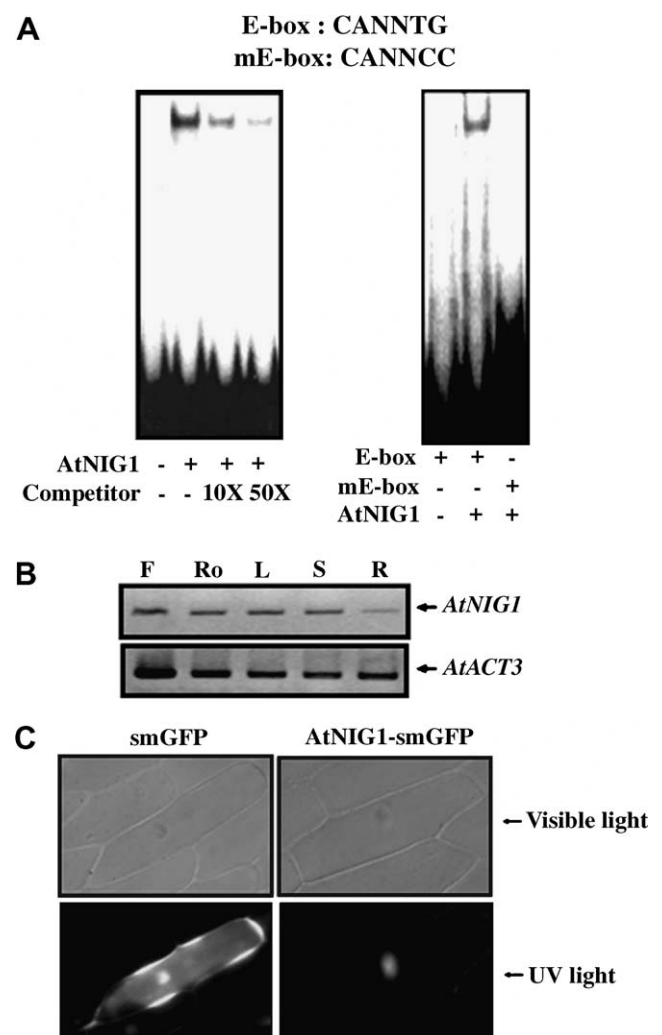 A
E-box : CANNTG
mE-box: CANNCC
AtNIG1 - + + +
Competitor - - 10X 50X
E-box + + -
mE-box - - +
AtNIG1 - + +
B
F Ro L S R
AtNIG1
AtACT3
C
smGFP AtNIG1-smGFP
Visible light
UV light